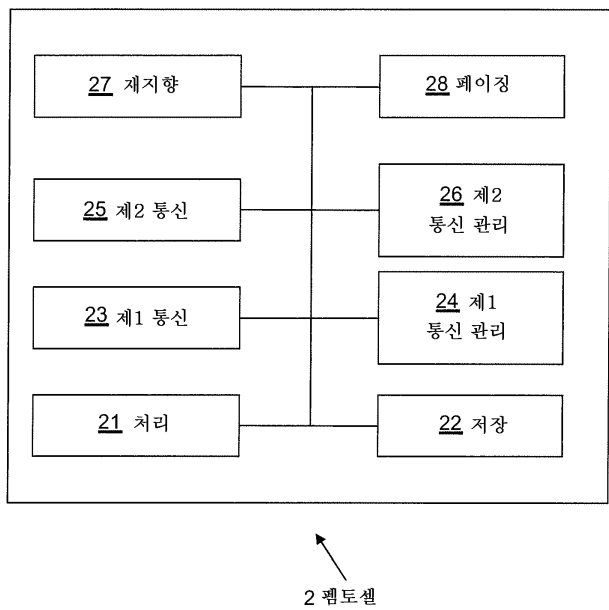 27 재지향
28 페이징
25 제2 통신
26 제2
통신 관리
23 제1 통신
24 제1
통신 관리
21 처리
22 저장
2 펨토셀